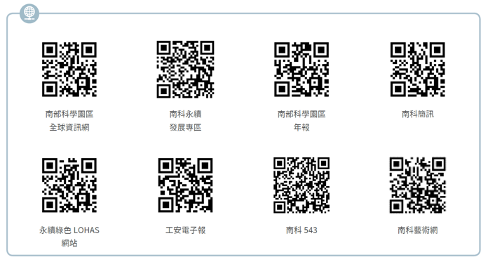 南部科學園區
全球資訊網
南科永續
發展專區
南部科學園區
年報
南科簡訊
永續綠色 LOHAS
網站
工安電子報
南科 543
南科藝術網